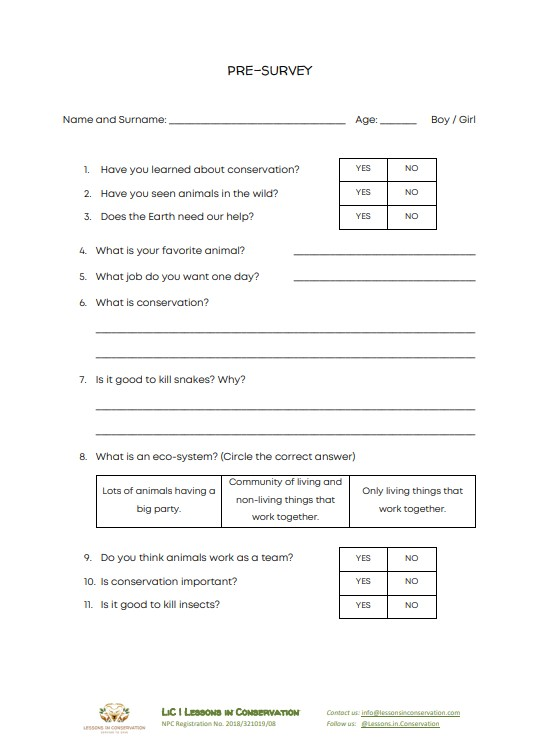 PRE-SURVEY
Name and Surname: ________________________________ Age: _______ Boy / Girl
1. Have you learned about conservation? YES NO
2. Have you seen animals in the wild? YES NO
3. Does the Earth need our help? YES NO
4. What is your favorite animal? ________________________________
5. What job do you want one day? ________________________________
6. What is conservation?
7. Is it good to kill snakes? Why?
8. What is an eco-system? (Circle the correct answer)
Lots of animals having a
big party.
Community of living and
non-living things that
work together.
Only living things that
work together.
9. Do you think animals work as a team? YES NO
10. Is conservation important? YES NO
11. Is it good to kill insects? YES NO
LESSONS IN CONSERVATION
LiC | Lessons in Conservation
NPC Registration No. 2018/321019/08
Contact us: info@lessonsinconservation.com
Follow us: @Lessons.in.Conservation